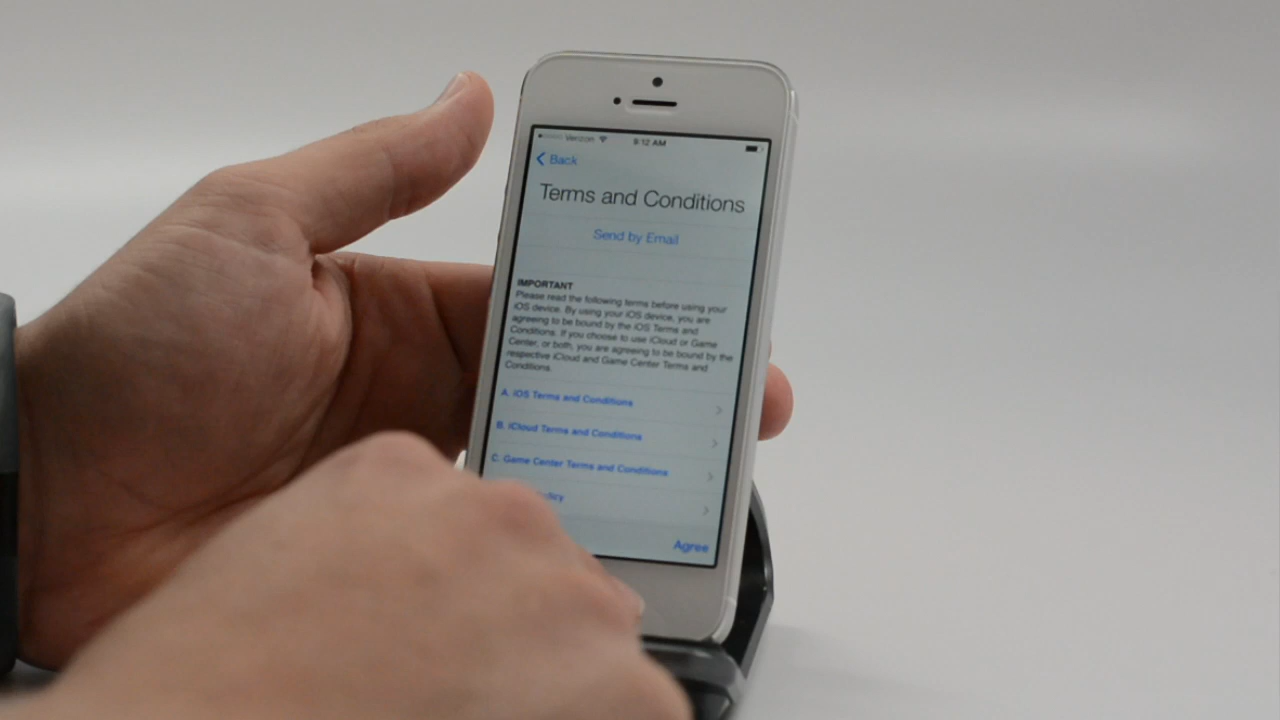 Verizon 9:12 AM
Back
Terms and Conditions
Send by Email
IMPORTANT
Please read the following terms before using your
iOS device. By using your iOS device, you are
agreeing to be bound by the iOS Terms and
Conditions. If you choose to use iCloud or Game
Center, or both, you are agreeing to be bound by the
respective iCloud and Game Center Terms and
Conditions.
A. iOS Terms and Conditions
B. iCloud Terms and Conditions
C. Game Center Terms and Conditions
Agree